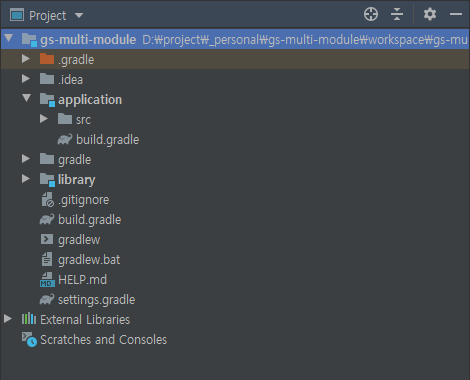 Project
gs-multi-module D:₩project₩_personal₩gs-multi-module₩workspace₩gs-mu
.gradle
.idea
application
src
build.gradle
gradle
library
.gitignore
build.gradle
gradlew
gradlew.bat
MD HELP.md
settings.gradle
External Libraries
Scratches and Consoles